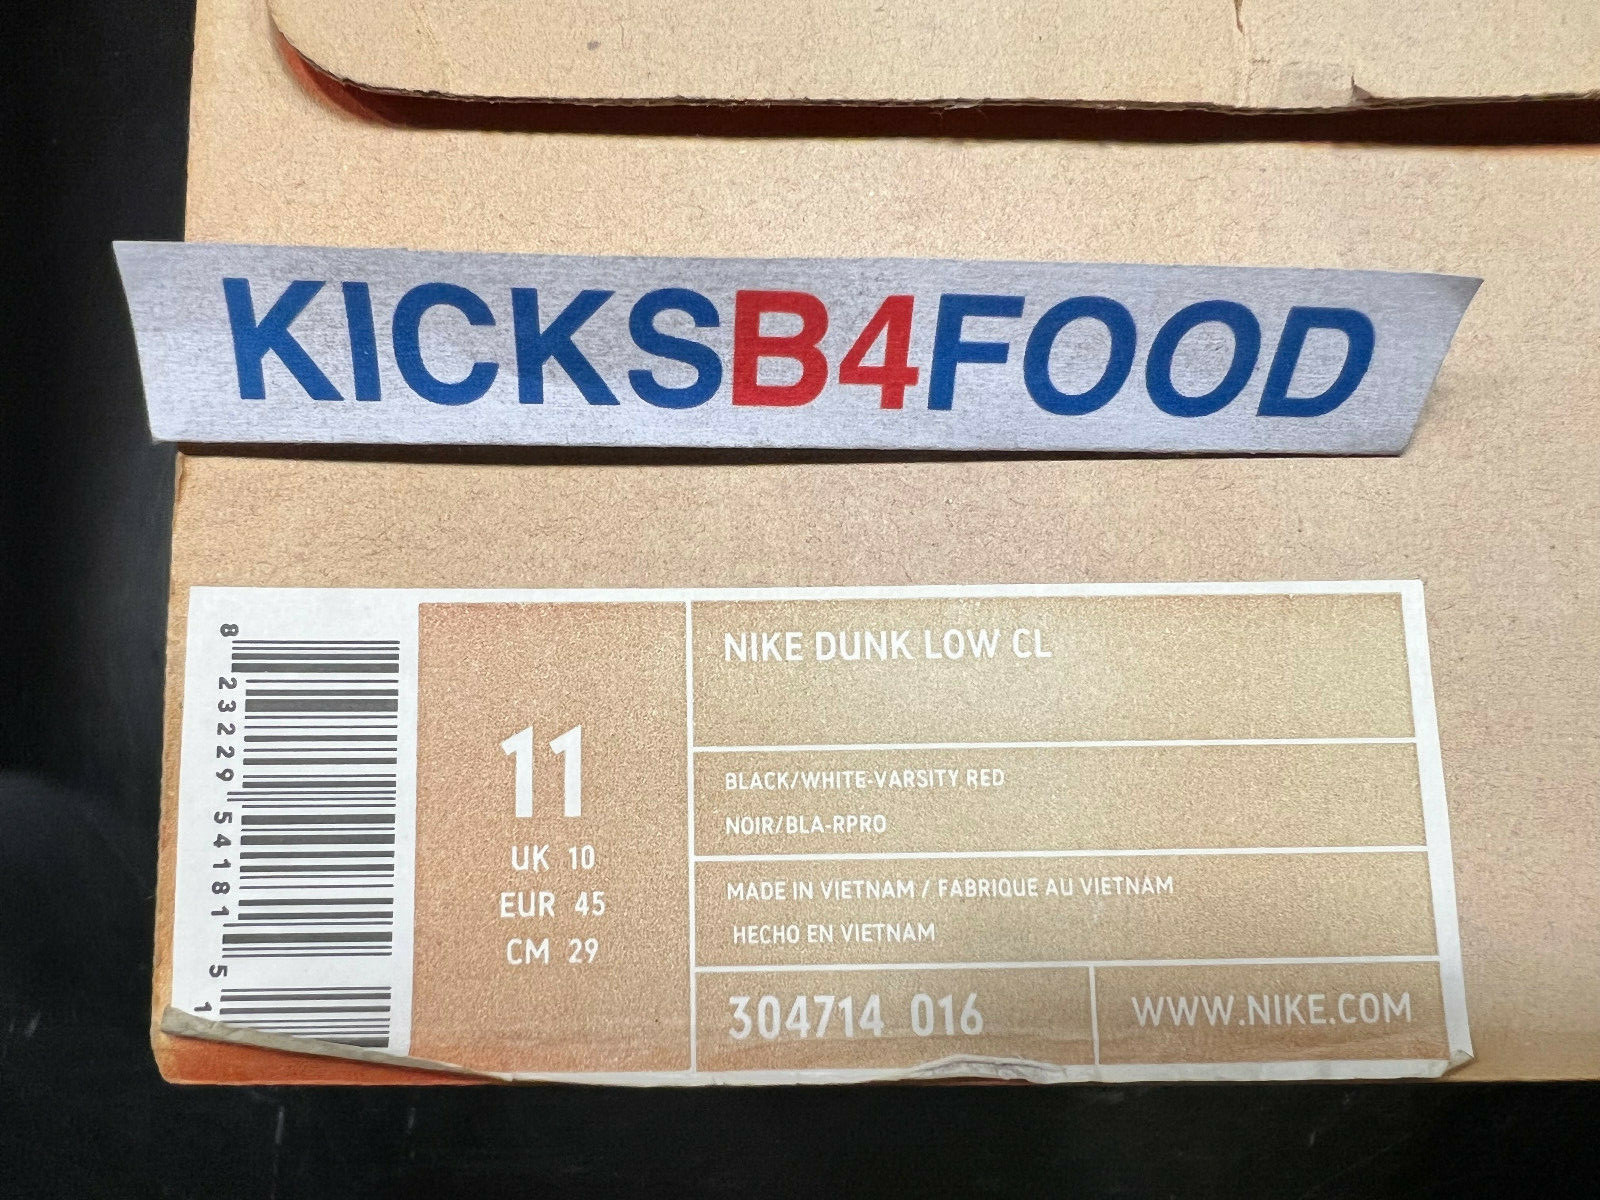 KICKSB4FOOD
8 23229 54181 5
1
11
UK 10
EUR 45
CM 29
NIKE DUNK LOW CL
BLACK/WHITE-VARSITY RED
NOIR/BLA-RPRO
MADE IN VIETNAM / FABRIQUE AU VIETNAM
HECHO EN VIETNAM
304714 016
WWW.NIKE.COM